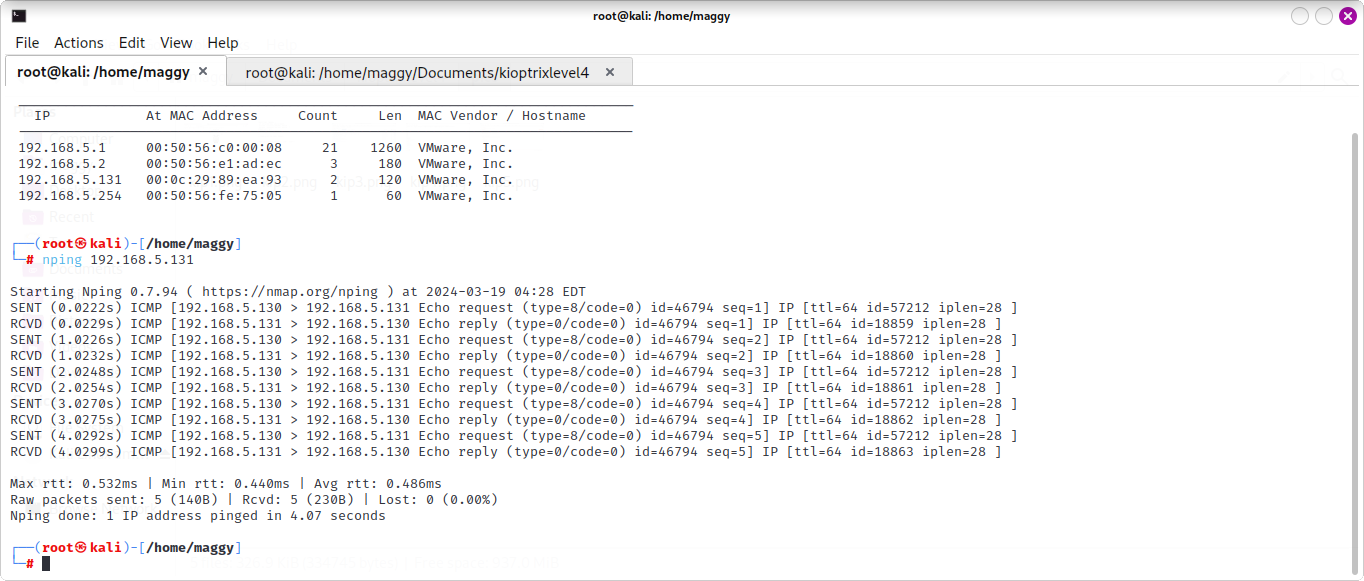 root@kali: /home/maggy
File Actions Edit View Help
root@kali: /home/maggy × root@kali: /home/maggy/Documents/kioptrixlevel4 ×
IP At MAC Address Count Len MAC Vendor / Hostname
192.168.5.1 00:50:56:c0:00:08 21 1260 VMware, Inc.
192.168.5.2 00:50:56:e1:ad:ec 3 180 VMware, Inc.
192.168.5.131 00:0c:29:89:ea:93 2 120 VMware, Inc.
192.168.5.254 00:50:56:fe:75:05 1 60 VMware, Inc.
Recent
┌──(root㉿kali)-[/home/maggy]
└─# nping 192.168.5.131
Starting Nping 0.7.94 ( https://nmap.org/nping ) at 2024-03-19 04:28 EDT
SENT (0.0222s) ICMP [192.168.5.130 > 192.168.5.131 Echo request (type=8/code=0) id=46794 seq=1] IP [ttl=64 id=57212 iplen=28 ]
RCVD (0.0229s) ICMP [192.168.5.131 > 192.168.5.130 Echo reply (type=0/code=0) id=46794 seq=1] IP [ttl=64 id=18859 iplen=28 ]
SENT (1.0226s) ICMP [192.168.5.130 > 192.168.5.131 Echo request (type=8/code=0) id=46794 seq=2] IP [ttl=64 id=57212 iplen=28 ]
RCVD (1.0232s) ICMP [192.168.5.131 > 192.168.5.130 Echo reply (type=0/code=0) id=46794 seq=2] IP [ttl=64 id=18860 iplen=28 ]
SENT (2.0248s) ICMP [192.168.5.130 > 192.168.5.131 Echo request (type=8/code=0) id=46794 seq=3] IP [ttl=64 id=57212 iplen=28 ]
RCVD (2.0254s) ICMP [192.168.5.131 > 192.168.5.130 Echo reply (type=0/code=0) id=46794 seq=3] IP [ttl=64 id=18861 iplen=28 ]
SENT (3.0270s) ICMP [192.168.5.130 > 192.168.5.131 Echo request (type=8/code=0) id=46794 seq=4] IP [ttl=64 id=57212 iplen=28 ]
RCVD (3.0275s) ICMP [192.168.5.131 > 192.168.5.130 Echo reply (type=0/code=0) id=46794 seq=4] IP [ttl=64 id=18862 iplen=28 ]
SENT (4.0292s) ICMP [192.168.5.130 > 192.168.5.131 Echo request (type=8/code=0) id=46794 seq=5] IP [ttl=64 id=57212 iplen=28 ]
RCVD (4.0299s) ICMP [192.168.5.131 > 192.168.5.130 Echo reply (type=0/code=0) id=46794 seq=5] IP [ttl=64 id=18863 iplen=28 ]
Max rtt: 0.532ms | Min rtt: 0.440ms | Avg rtt: 0.486ms
Raw packets sent: 5 (140B) | Rcvd: 5 (230B) | Lost: 0 (0.00%)
Nping done: 1 IP address pinged in 4.07 seconds
┌──(root㉿kali)-[/home/maggy]
└─#